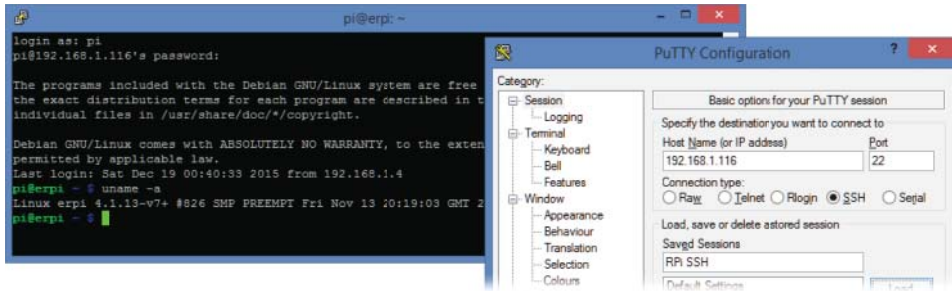 pi@erpi: ~
login as: pi
pi@192.168.1.116's password:
The programs included with the Debian GNU/Linux system are free
the exact distribution terms for each program are described in t
individual files in /usr/share/doc/*/copyright.
Debian GNU/Linux comes with ABSOLUTELY NO WARRANTY, to the exten
permitted by applicable law.
Last login: Sat Dec 19 00:40:33 2015 from 192.168.1.4
pi@erpi ~ $ uname -a
Linux erpi 4.1.13-v7+ #826 SMP PREEMPT Fri Nov 13 20:19:03 GMT 2
pi@erpi ~ $
PuTTY Configuration
?
Category:
Session
Logging
Terminal
Keyboard
Bell
Features
Window
Appearance
Behaviour
Translation
Selection
Colours
Basic options for your PuTTY session
Specify the destination you want to connect to
Host Name (or IP address) Port
192.168.1.116 22
Connection type:
Raw Telnet Rlogin SSH Serial
Load, save or delete a stored session
Saved Sessions
RPi SSH
Default Settings
Load